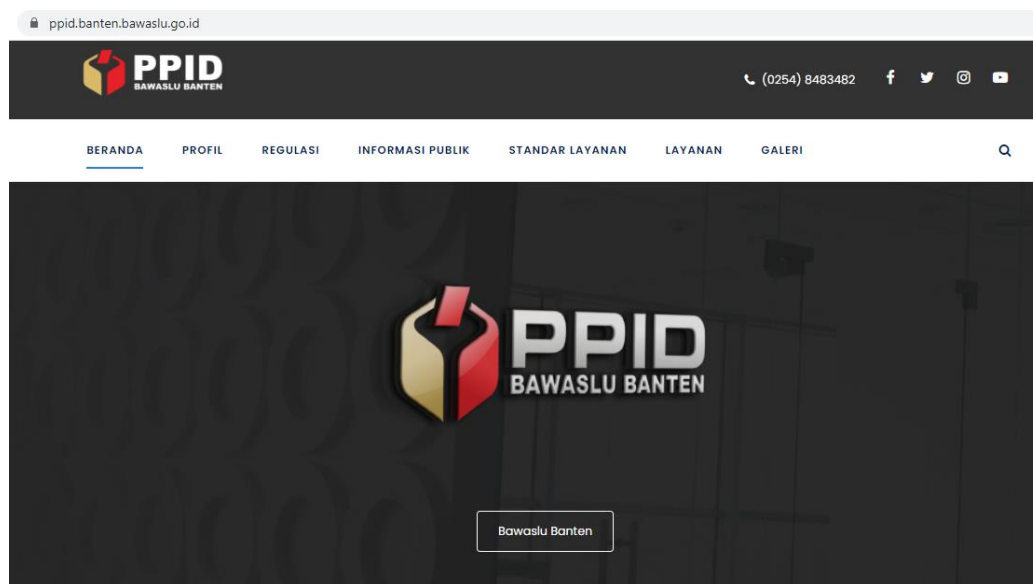 ppid.banten.bawaslu.go.id
PPID
BAWASLU BANTEN
(0254) 8483482
BERANDA PROFIL REGULASI INFORMASI PUBLIK STANDAR LAYANAN LAYANAN GALERI
PPID
BAWASLU BANTEN
Bawaslu Banten